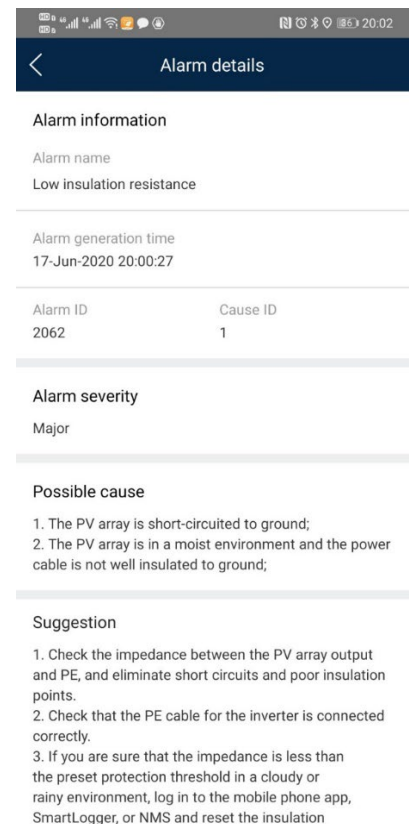 20:02
Alarm details
Alarm information
Alarm name
Low insulation resistance
Alarm generation time
17-Jun-2020 20:00:27
Alarm ID Cause ID
2062 1
Alarm severity
Major
Possible cause
1. The PV array is short-circuited to ground;
2. The PV array is in a moist environment and the power
cable is not well insulated to ground;
Suggestion
1. Check the impedance between the PV array output
and PE, and eliminate short circuits and poor insulation
points.
2. Check that the PE cable for the inverter is connected
correctly.
3. If you are sure that the impedance is less than
the preset protection threshold in a cloudy or
rainy environment, log in to the mobile phone app,
SmartLogger, or NMS and reset the insulation